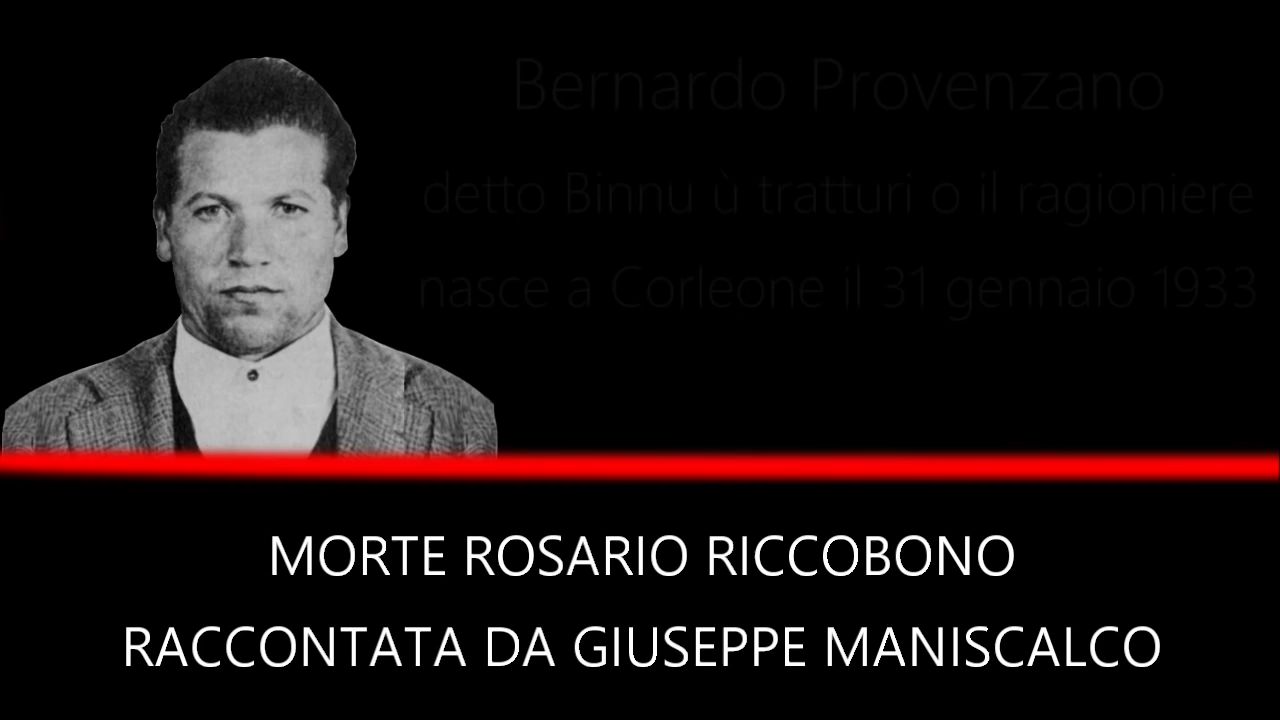 Bernardo Provenzano
detto Binnu ù tratturi o il ragioniere
nasce a Corleone il 31 gennaio 1933
MORTE ROSARIO RICCOBONO
RACCONTATA DA GIUSEPPE MANISCALCO